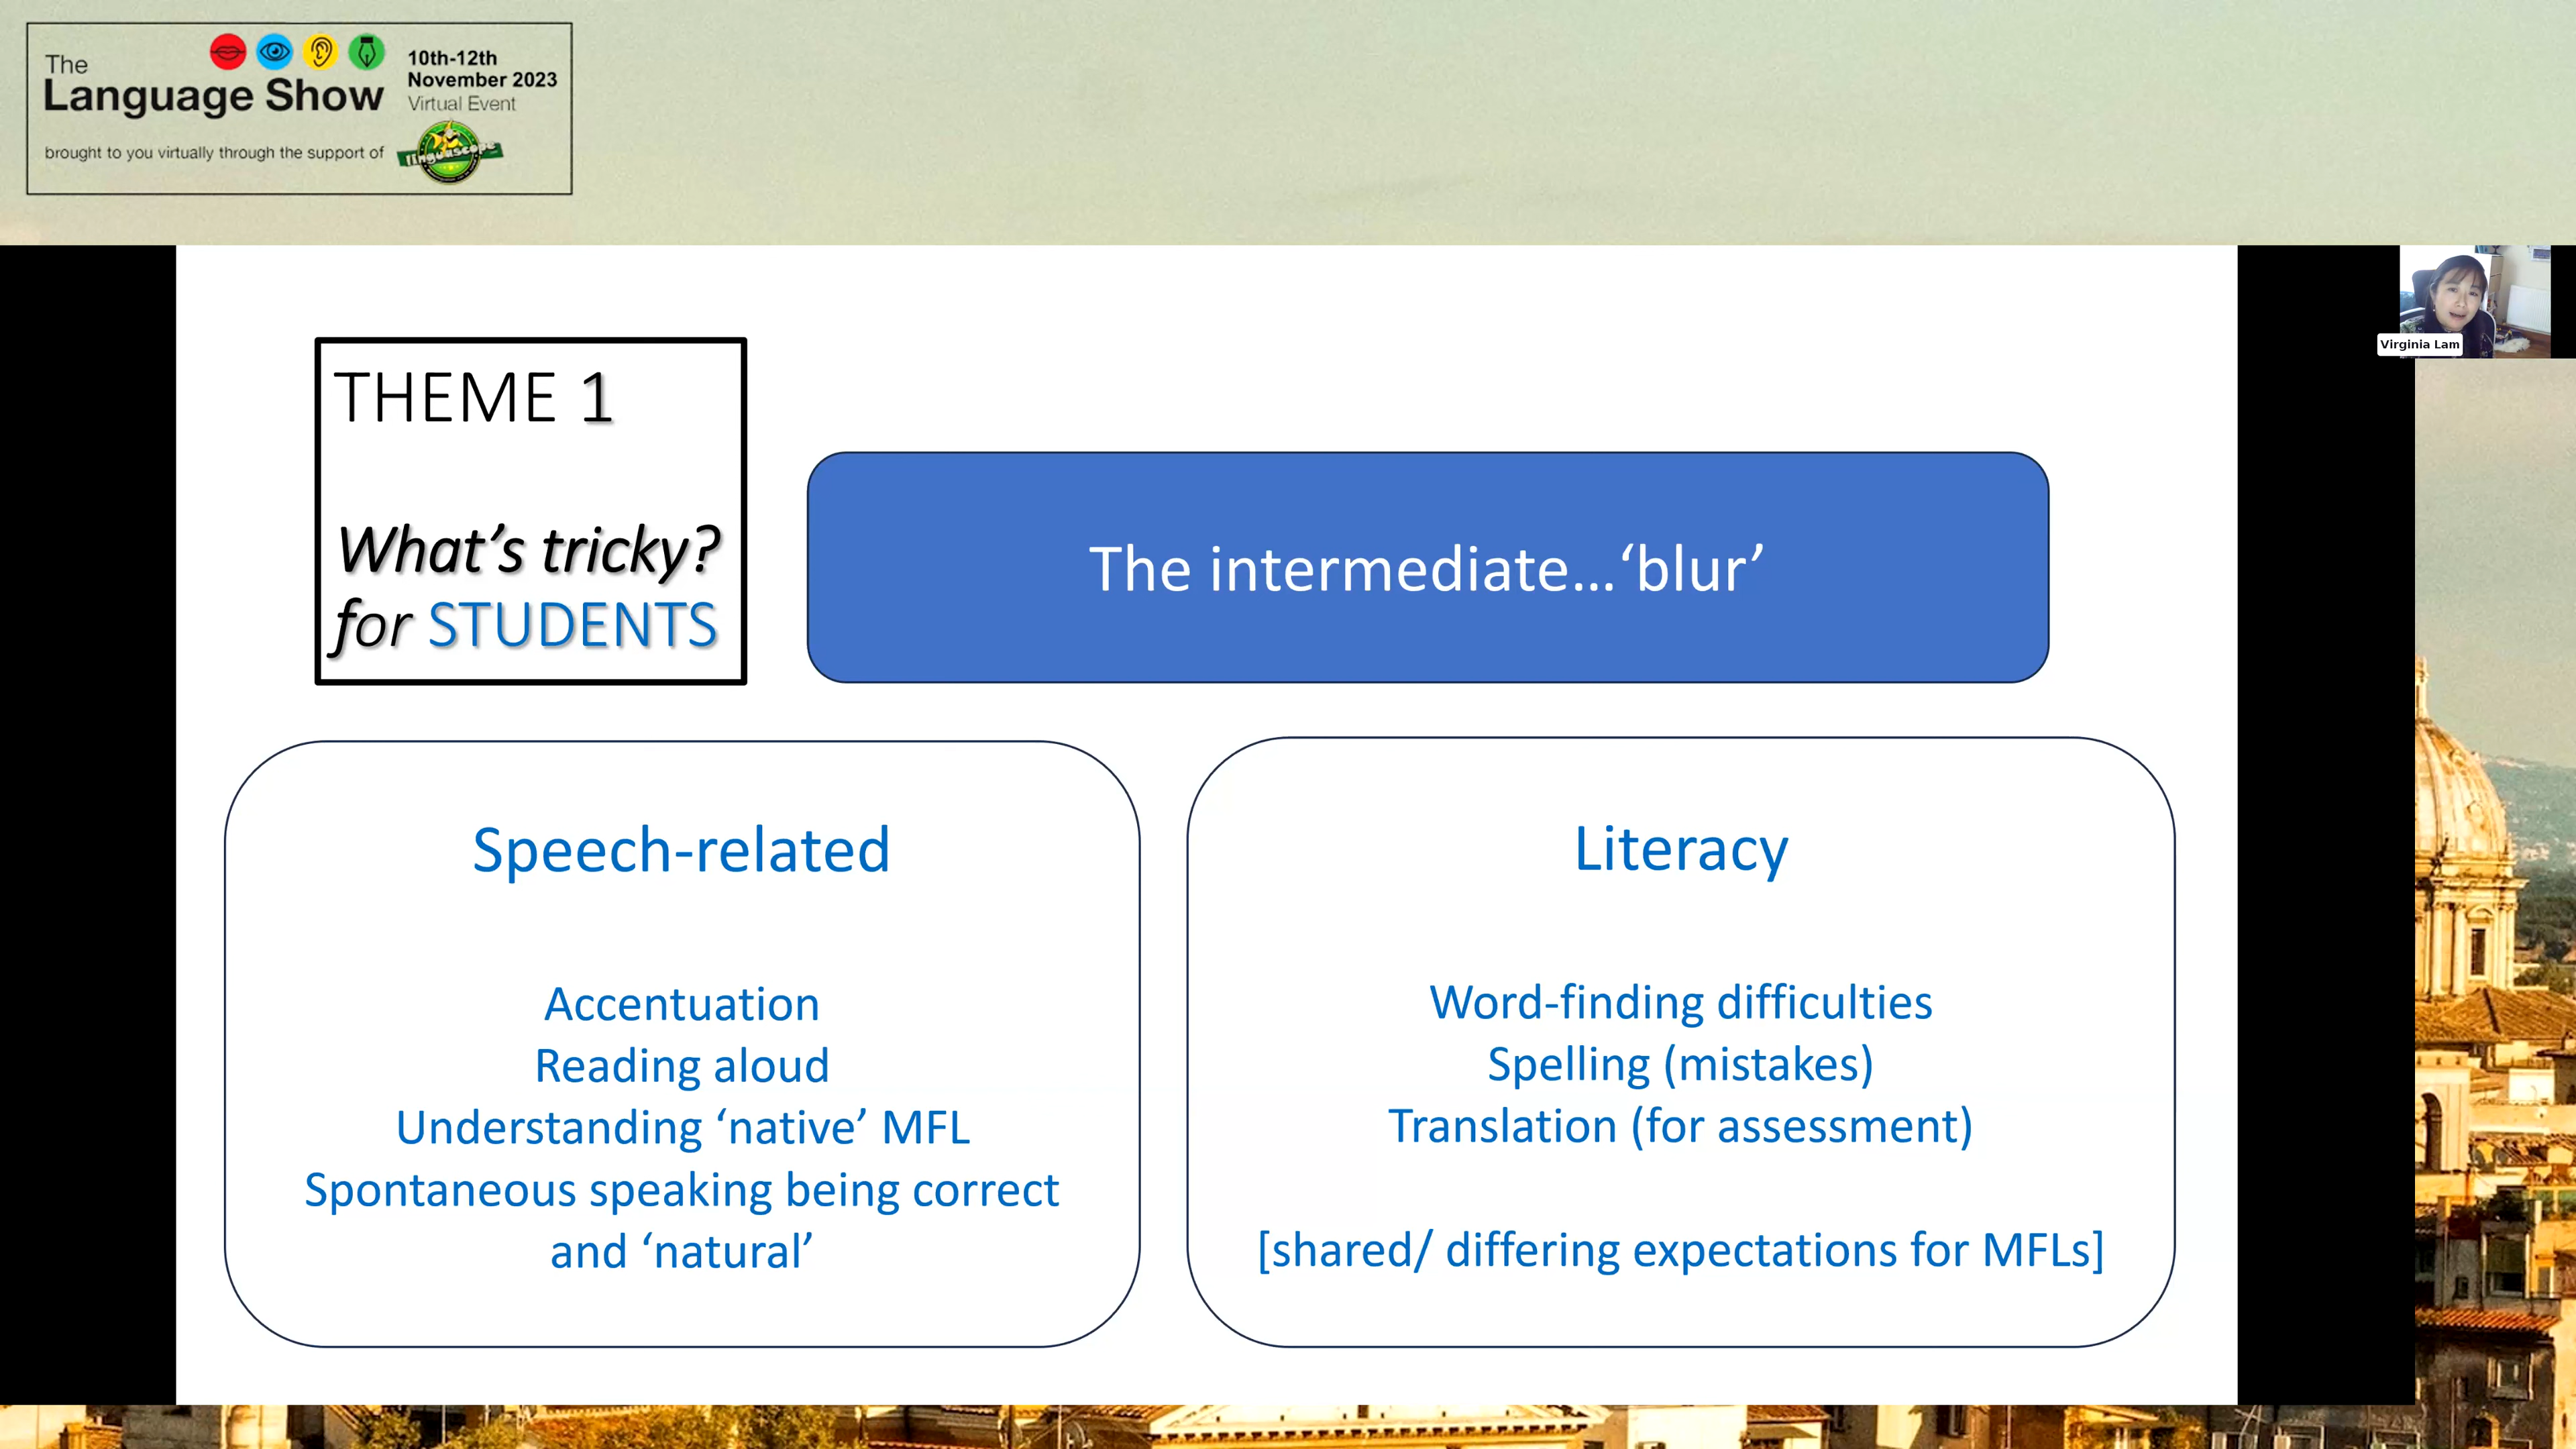 The
Language Show
10th-12th
November 2023
Virtual Event
brought to you virtually through the support of
linguascope
Virginia Lam
THEME 1
What’s tricky?
for STUDENTS
The intermediate...‘blur’
Speech-related
Accentuation
Reading aloud
Understanding ‘native’ MFL
Spontaneous speaking being correct
and ‘natural’
Literacy
Word-finding difficulties
Spelling (mistakes)
Translation (for assessment)
[shared/ differing expectations for MFLs]